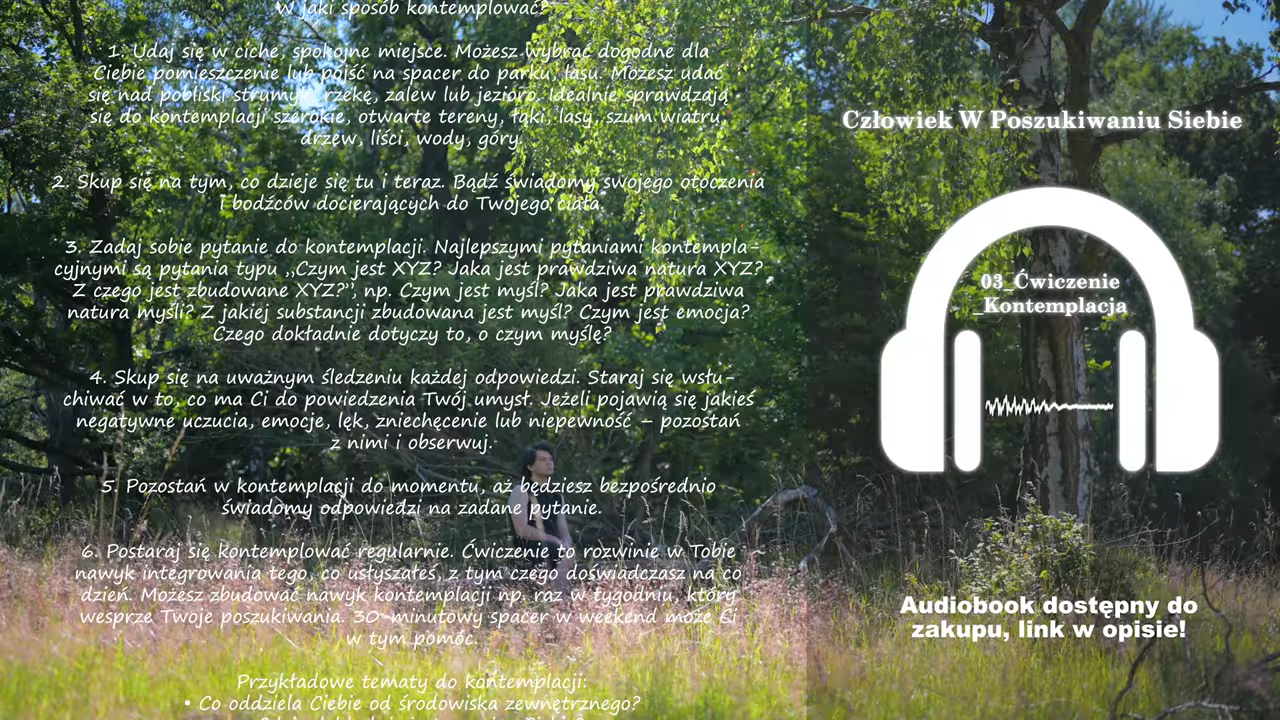 W jaki sposób kontemplować?
1. Udaj się w ciche, spokojne miejsce. Możesz wybrać dogodne dla
Ciebie pomieszczenie lub pójść na spacer do parku, lasu. Możesz udać
się nad pobliski strumyk, rzekę, zalew lub jezioro. Idealnie sprawdzają
się do kontemplacji szerokie, otwarte tereny, łąki, lasy, szum wiatru,
drzew, liści, wody, góry.
2. Skup się na tym, co dzieje się tu i teraz. Bądź świadomy swojego otoczenia
i bodźców docierających do Twojego ciała.
3. Zadaj sobie pytanie do kontemplacji. Najlepszymi pytaniami kontempla-
cyjnymi są pytania typu ,,Czym jest XYZ? Jaka jest prawdziwa natura XYZ?
Z czego jest zbudowane XYZ?”, np. Czym jest myśl? Jaka jest prawdziwa
natura myśli? Z jakiej substancji zbudowana jest myśl? Czym jest emocja?
Czego dokładnie dotyczy to, o czym myślę?
4. Skup się na uważnym śledzeniu każdej odpowiedzi. Staraj się wsłu-
chiwać w to, co ma Ci do powiedzenia Twój umysł. Jeżeli pojawią się jakieś
negatywne uczucia, emocje, lęk, zniechęcenie lub niepewność – pozostań
z nimi i obserwuj.
5. Pozostań w kontemplacji do momentu, aż będziesz bezpośrednio
świadomy odpowiedzi na zadane pytanie.
6. Postaraj się kontemplować regularnie. Ćwiczenie to rozwinie w Tobie
nawyk integrowania tego, co usłyszałeś, z tym czego doświadczasz na co
dzień. Możesz zbudować nawyk kontemplacji np. raz w tygodniu, który
wesprze Twoje poszukiwania. 30-minutowy spacer w weekend może Ci
w tym pomóc.
Przykładowe tematy do kontemplacji:
• Co oddziela Ciebie od środowiska zewnętrznego?
Człowiek W Poszukiwaniu Siebie
03_Ćwiczenie
_Kontemplacja
Audiobook dostępny do
zakupu, link w opisie!